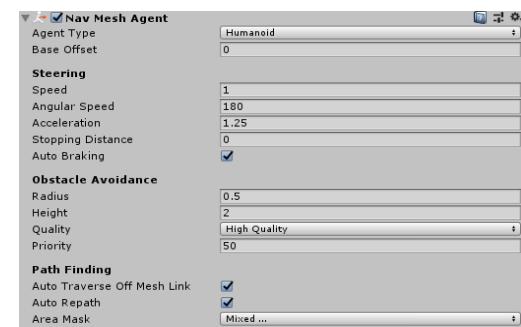 Nav Mesh Agent
Agent Type Humanoid
Base Offset 0
Steering
Speed 1
Angular Speed 180
Acceleration 1.25
Stopping Distance 0
Auto Braking
Obstacle Avoidance
Radius 0.5
Height 2
Quality High Quality
Priority 50
Path Finding
Auto Traverse Off Mesh Link
Auto Repath
Area Mask Mixed ...